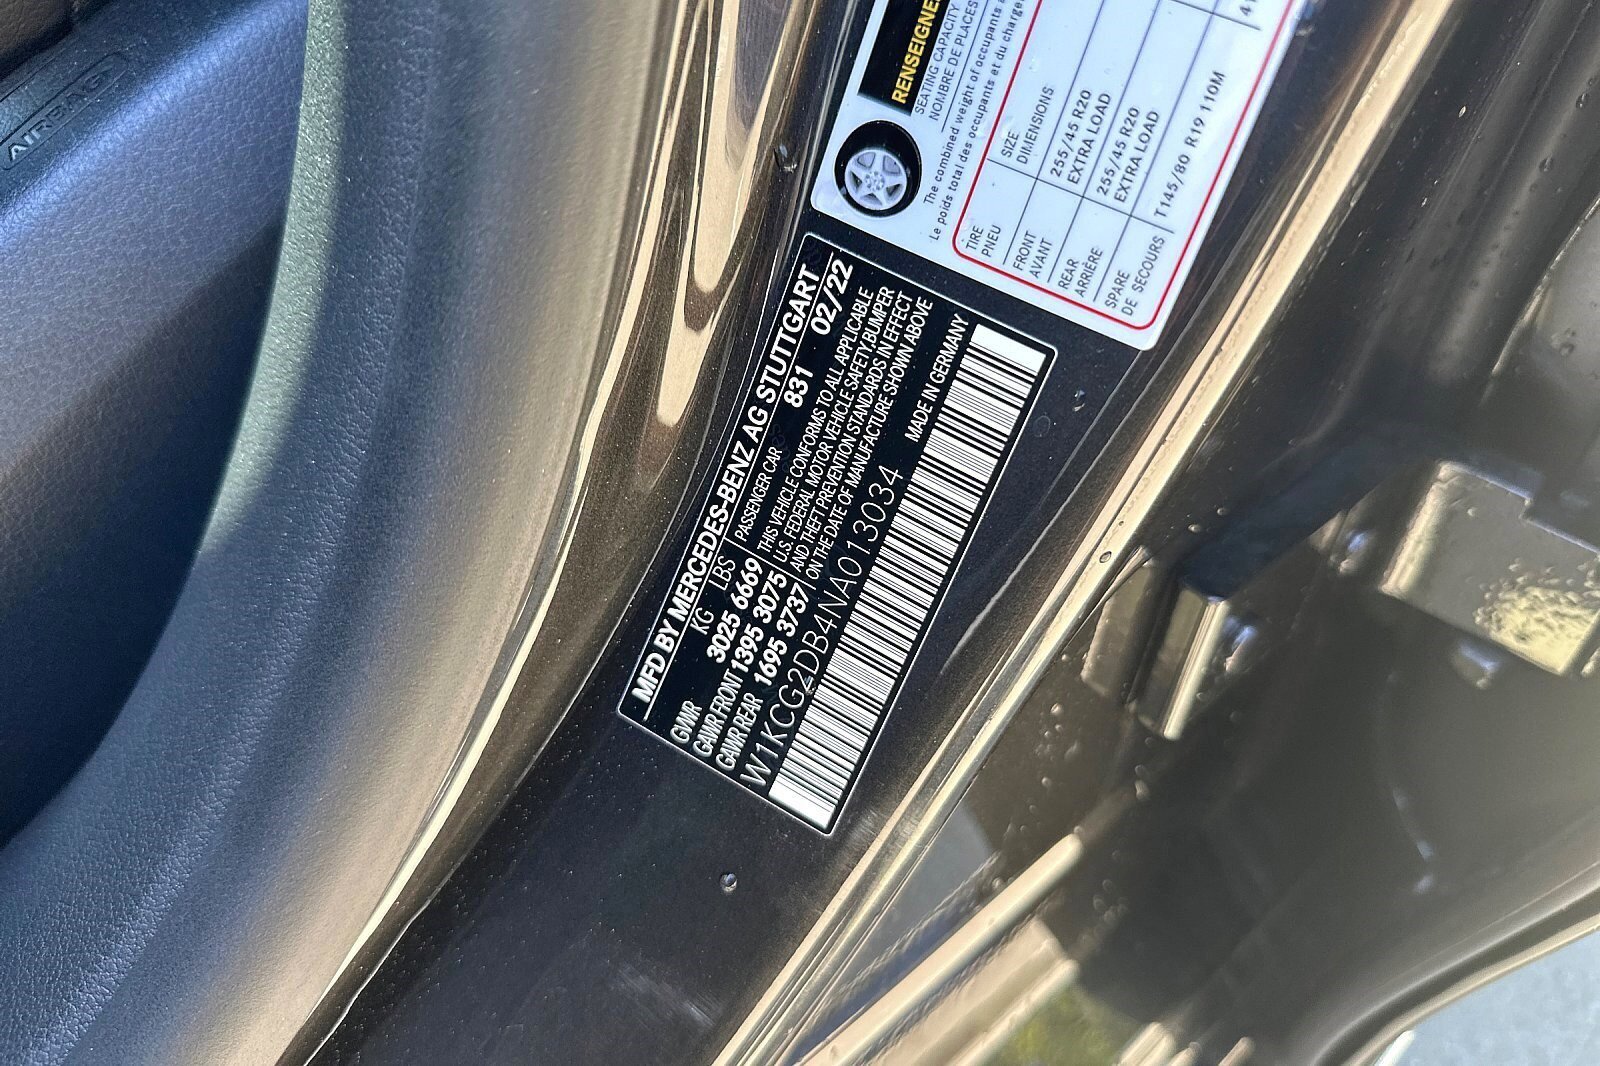 AIRBAG
RENSEIGNE
SEATING CAPACITY
NOMBRE DE PLACES
The combined weight of occupants
Le poids total des occupants et du charge
TIRE SIZE
PNEU DIMENSIONS
FRONT 255/45 R20
AVANT EXTRA LOAD
REAR 255/45 R20
ARRIÈRE EXTRA LOAD
SPARE T145/80 R19 110M
DE SECOURS
MFD BY MERCEDES-BENZ AG STUTTGART
KG LBS PASSENGER CAR 831 02/22
GVWR 3025 6669 THIS VEHICLE CONFORMS TO ALL APPLICABLE
GAWR FRONT 1395 3075 U.S. FEDERAL MOTOR VEHICLE SAFETY, BUMPER
GAWR REAR 1695 3737 AND THEFT PREVENTION STANDARDS IN EFFECT
ON THE DATE OF MANUFACTURE SHOWN ABOVE
W1KCG2DB4NA013034 MADE IN GERMANY